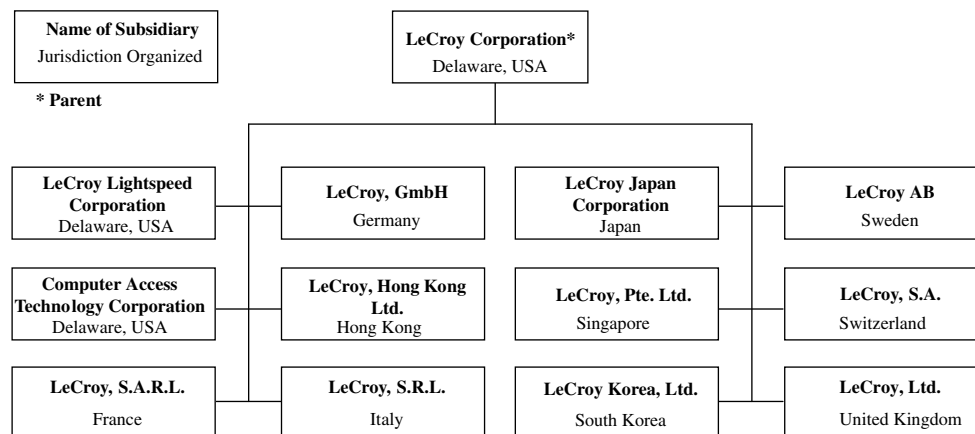 Name of Subsidiary
Jurisdiction Organized
* Parent
LeCroy Corporation*
Delaware, USA
LeCroy Lightspeed
Corporation
Delaware, USA
LeCroy, GmbH
Germany
LeCroy Japan
Corporation
Japan
LeCroy AB
Sweden
Computer Access
Technology Corporation
Delaware, USA
LeCroy, Hong Kong
Ltd.
Hong Kong
LeCroy, Pte. Ltd.
Singapore
LeCroy, S.A.
Switzerland
LeCroy, S.A.R.L.
France
LeCroy, S.R.L.
Italy
LeCroy Korea, Ltd.
South Korea
LeCroy, Ltd.
United Kingdom